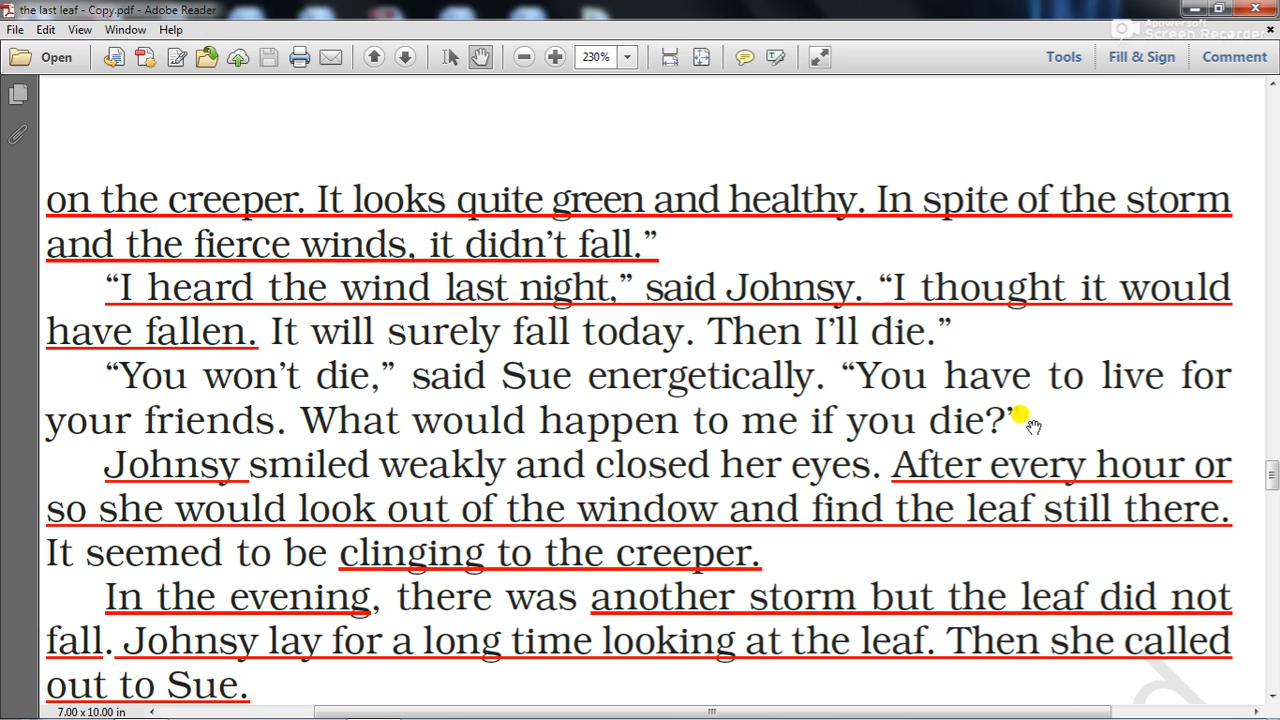 the last leaf - Copy.pdf - Adobe Reader
File Edit View Window Help
Apowersoft
Screen Recorder
Open 230% Tools Fill & Sign Comment
on the creeper. It looks quite green and healthy. In spite of the storm
and the fierce winds, it didn’t fall.”
“I heard the wind last night,” said Johnsy. “I thought it would
have fallen. It will surely fall today. Then I’ll die.”
“You won’t die,” said Sue energetically. “You have to live for
your friends. What would happen to me if you die?”
Johnsy smiled weakly and closed her eyes. After every hour or
so she would look out of the window and find the leaf still there.
It seemed to be clinging to the creeper.
In the evening, there was another storm but the leaf did not
fall. Johnsy lay for a long time looking at the leaf. Then she called
out to Sue.
7.00 x 10.00 in